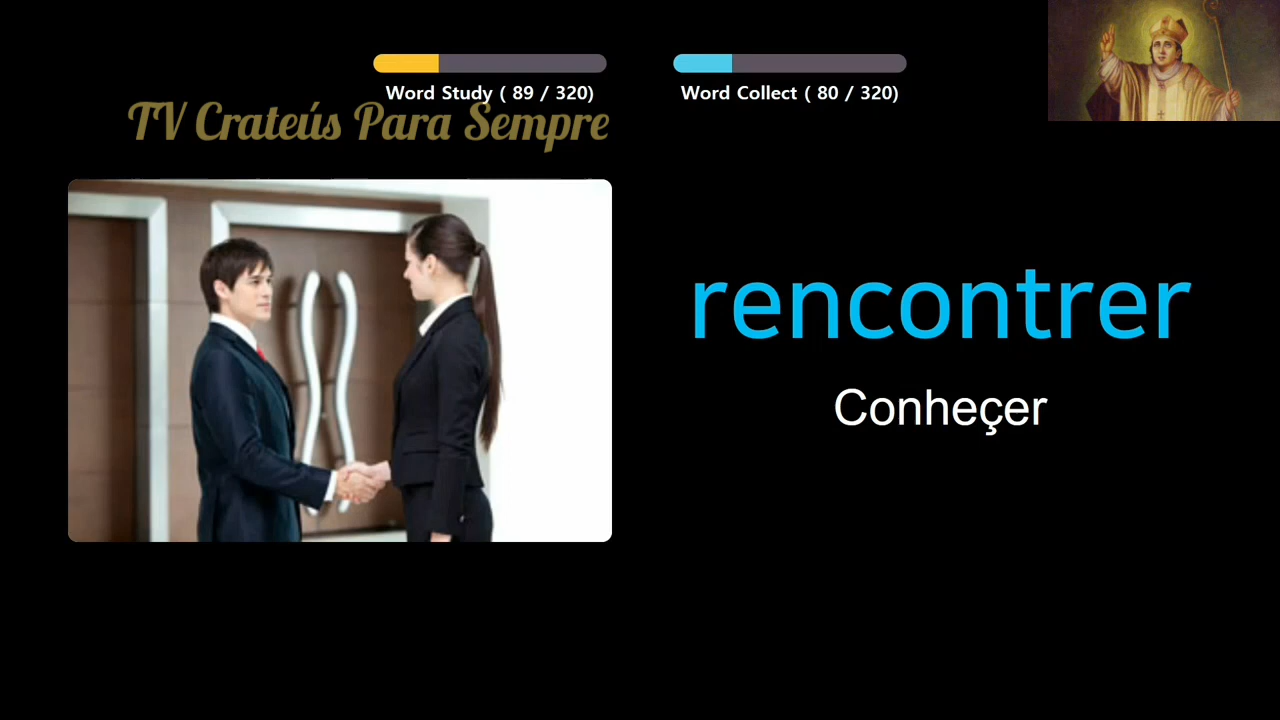 Word Study ( 89 / 320)
Word Collect ( 80 / 320)
TV Crateús Para Sempre
rencontrer
Conheçer